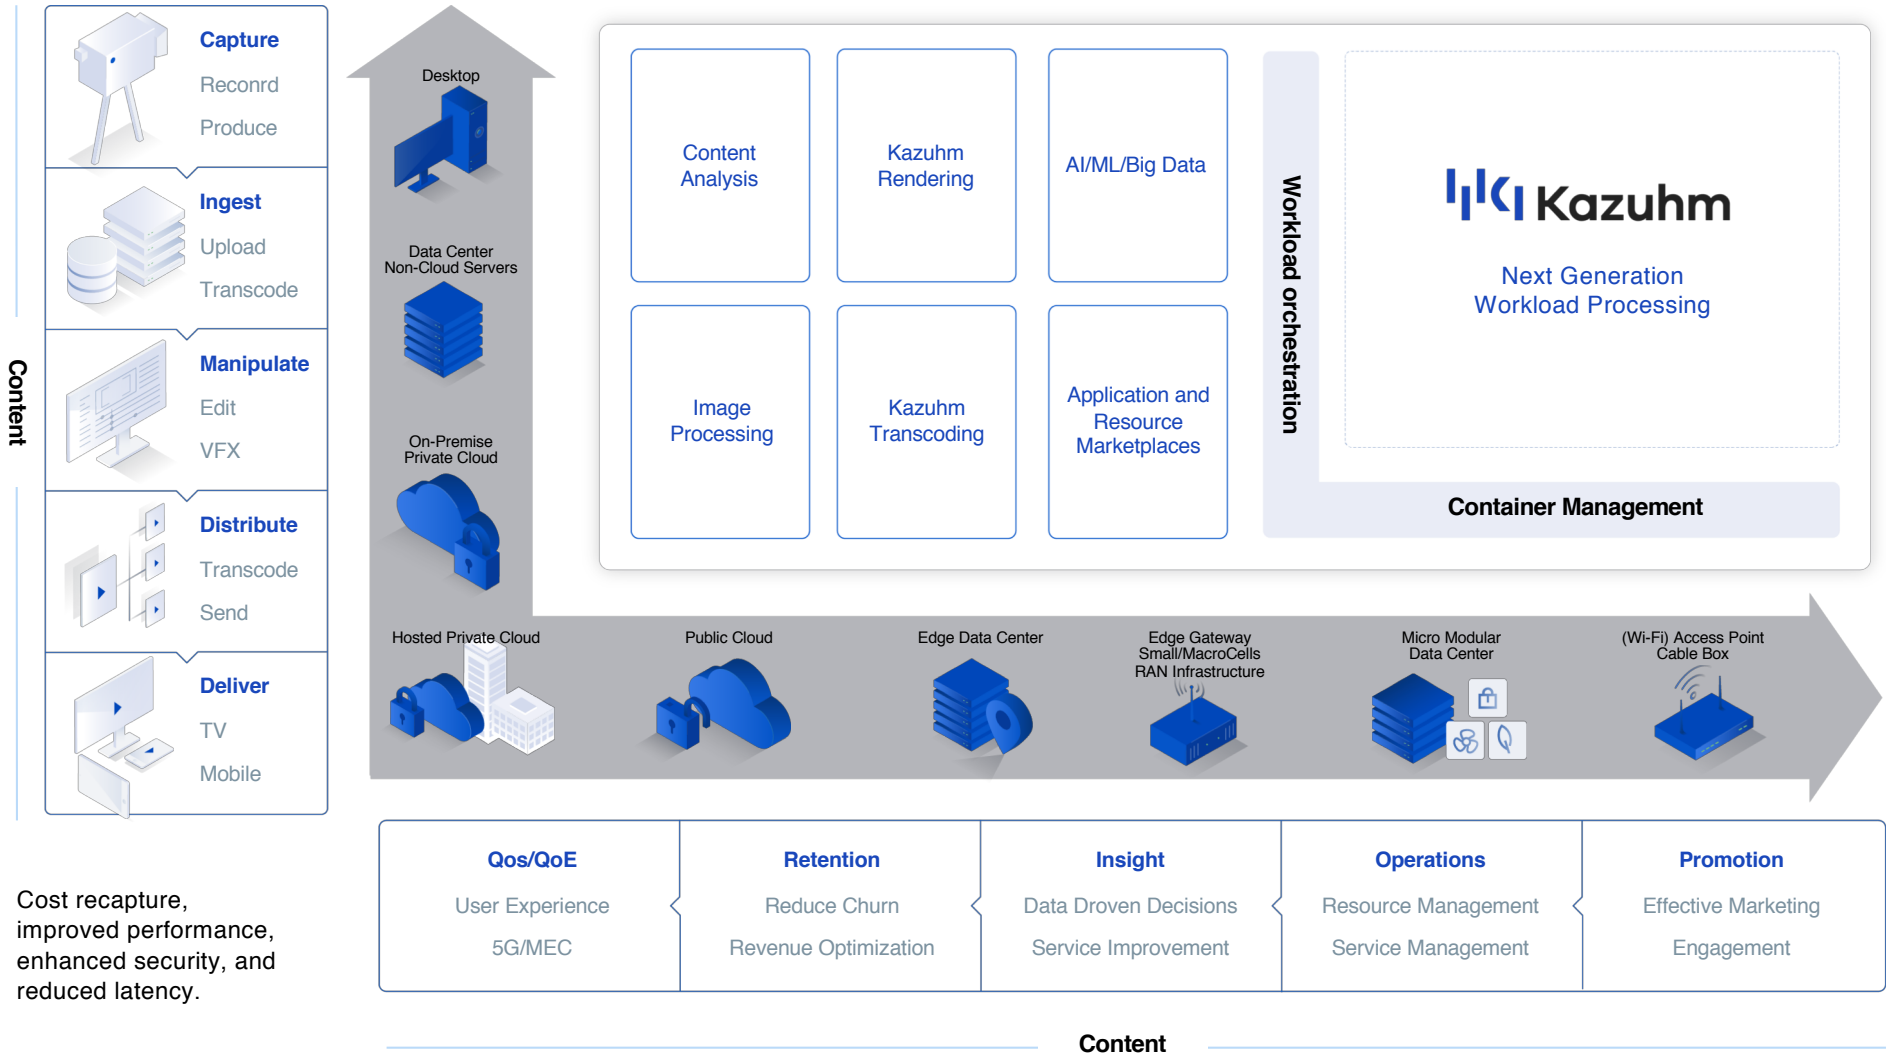 Capture
Reconrd
Produce
Ingest
Upload
Transcode
Manipulate
Edit
VFX
Distribute
Transcode
Send
Deliver
TV
Mobile
Content
Desktop
Data Center
Non-Cloud Servers
On-Premise
Private Cloud
Hosted Private Cloud
Public Cloud
Edge Data Center
Edge Gateway
Small/MacroCells
RAN Infrastructure
Micro Modular
Data Center
(Wi-Fi) Access Point
Cable Box
Content
Analysis
Kazuhm
Rendering
AI/ML/Big Data
Image
Processing
Kazuhm
Transcoding
Application and
Resource
Marketplaces
Workload orchestration
Kazuhm
Next Generation
Workload Processing
Container Management
Qos/QoE
User Experience
5G/MEC
Retention
Reduce Churn
Revenue Optimization
Insight
Data Droven Decisions
Service Improvement
Operations
Resource Management
Service Management
Promotion
Effective Marketing
Engagement
Cost recapture,
improved performance,
enhanced security, and
reduced latency.
Content